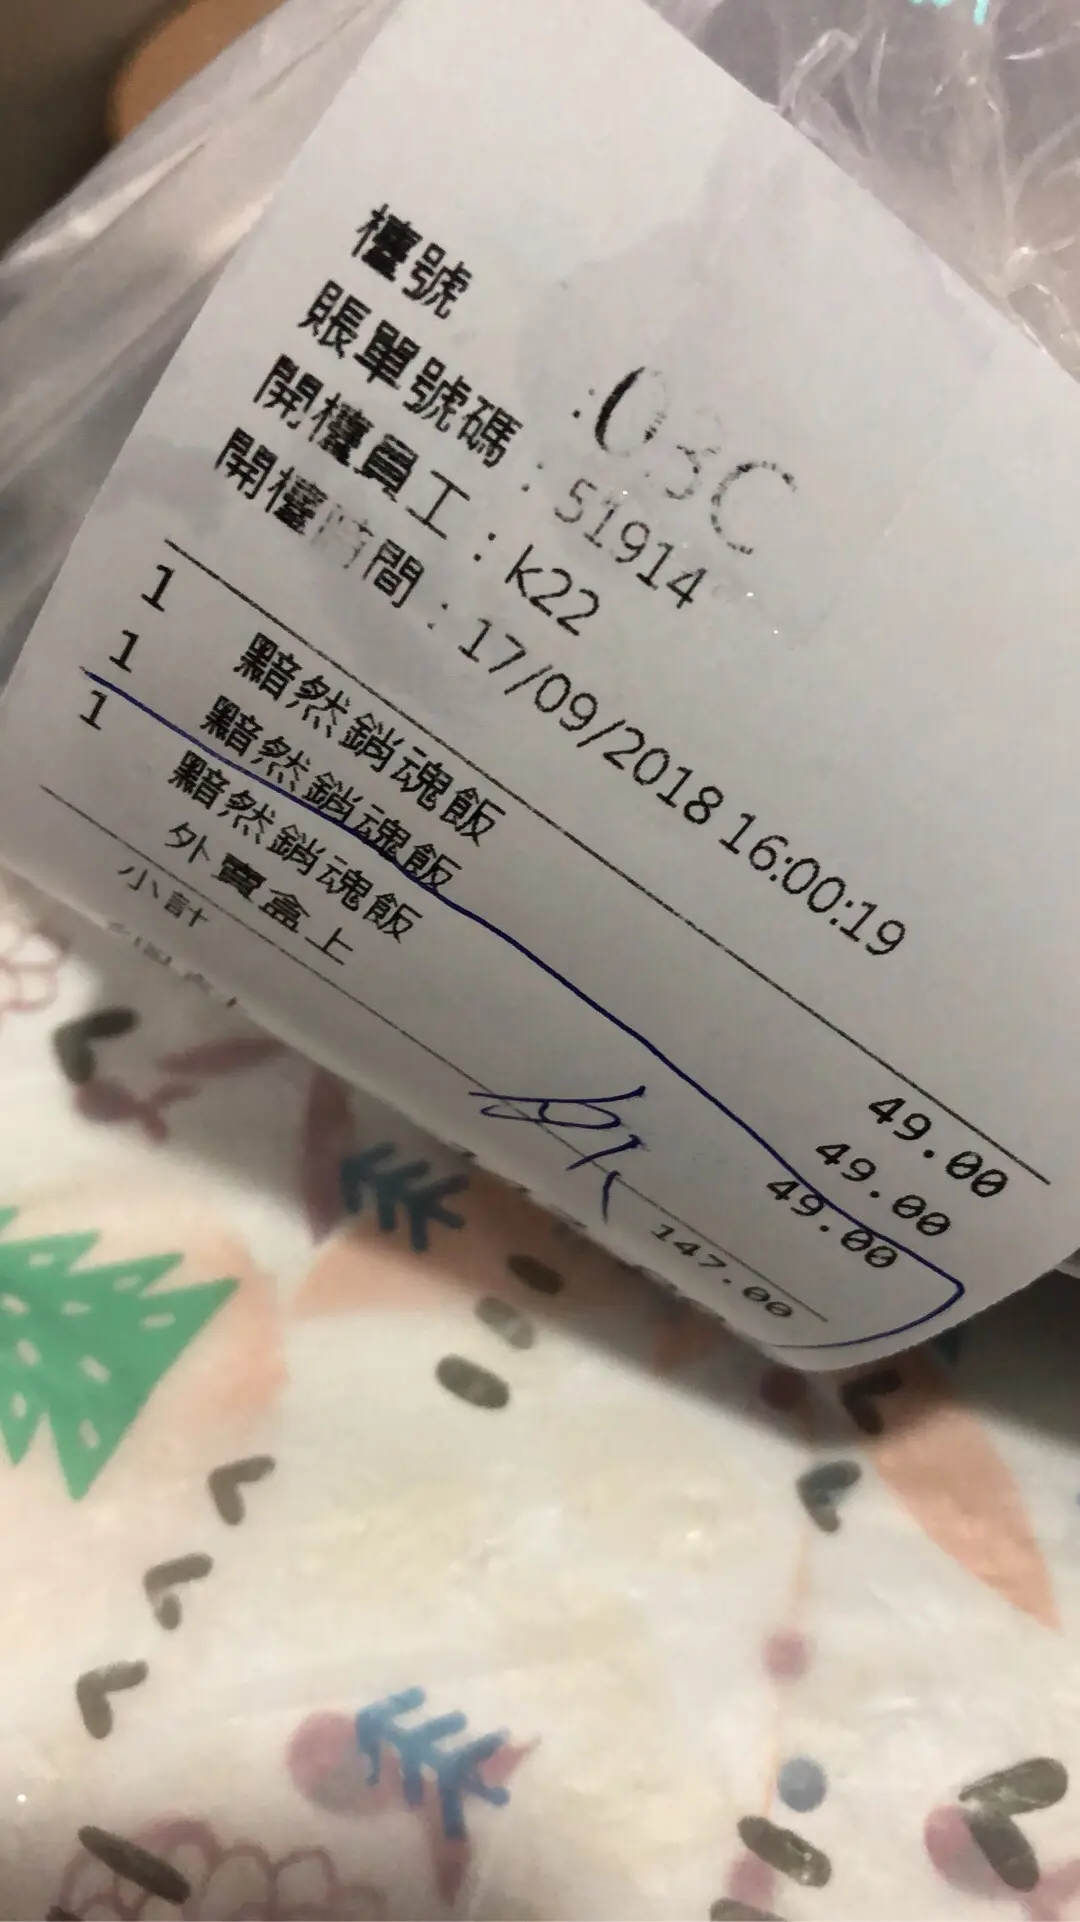 檯號 :03C
賬單號碼 : 51914
開檯員工 : k22
開檯時間 : 17/09/2018 16:00:19
1 黯然銷魂飯 49.00
1 黯然銷魂飯 49.00
1 黯然銷魂飯 49.00
外賣盒上
小計 147.00